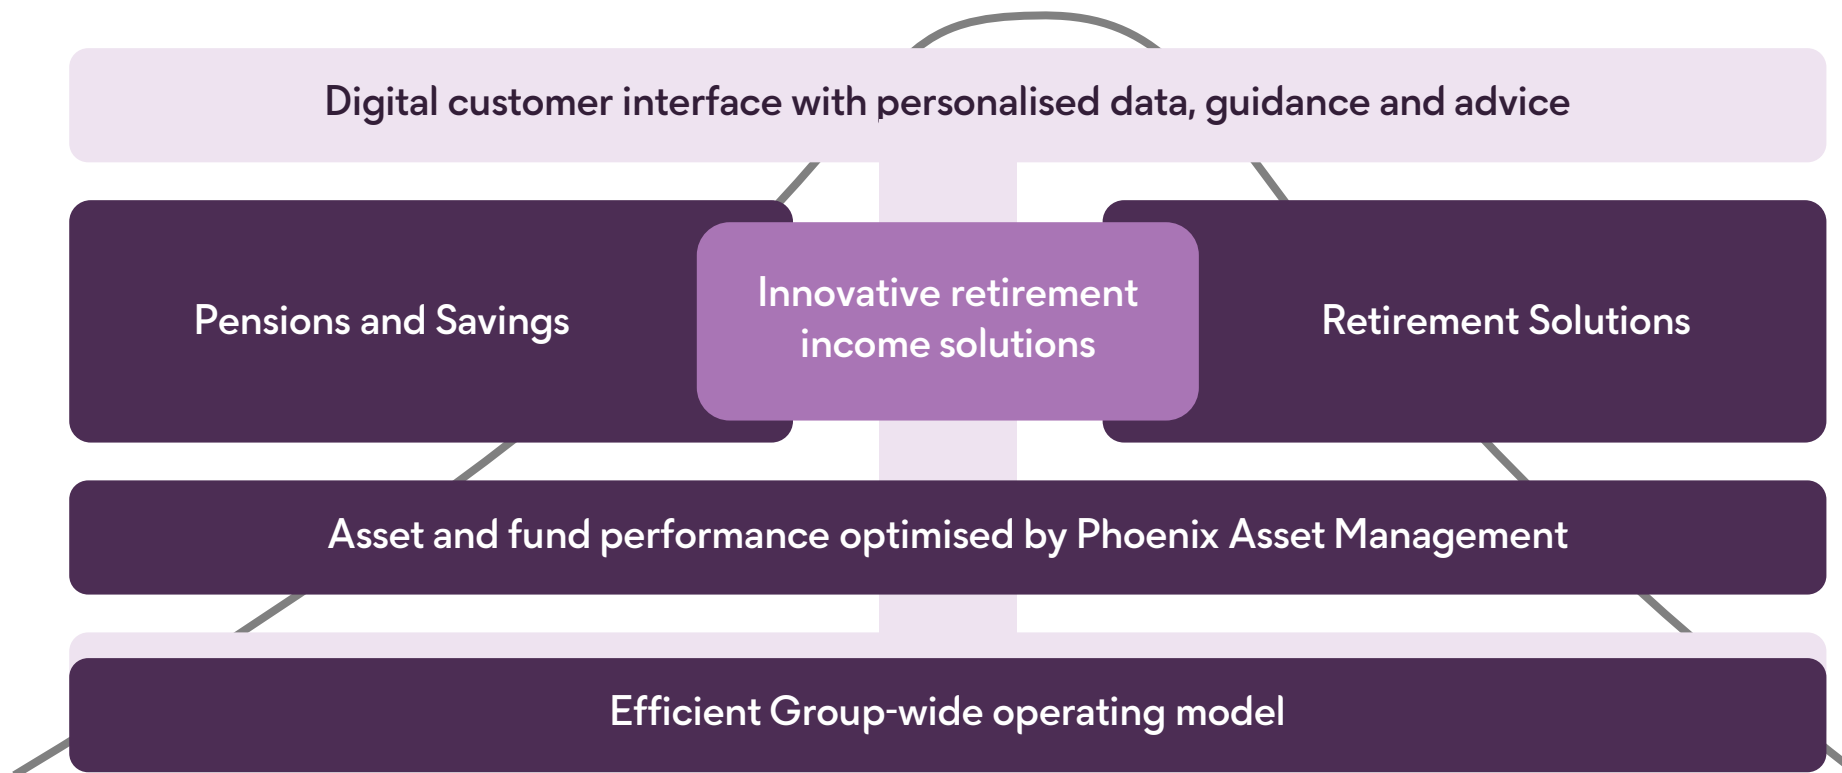 Digital customer interface with personalised data, guidance and advice
Pensions and Savings
Innovative retirement
income solutions
Retirement Solutions
Asset and fund performance optimised by Phoenix Asset Management
Efficient Group-wide operating model